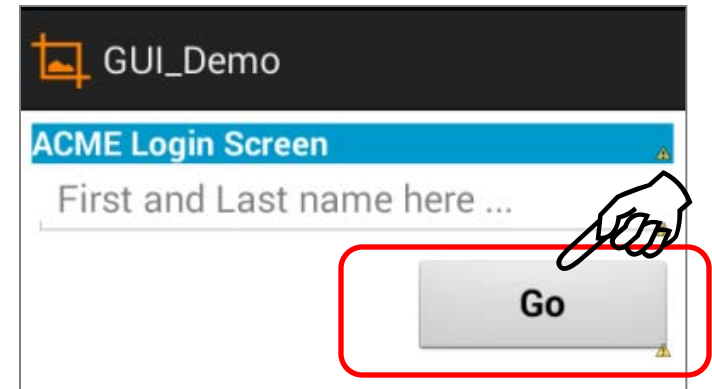 GUI_Demo
ACME Login Screen
First and Last name here ...
Go